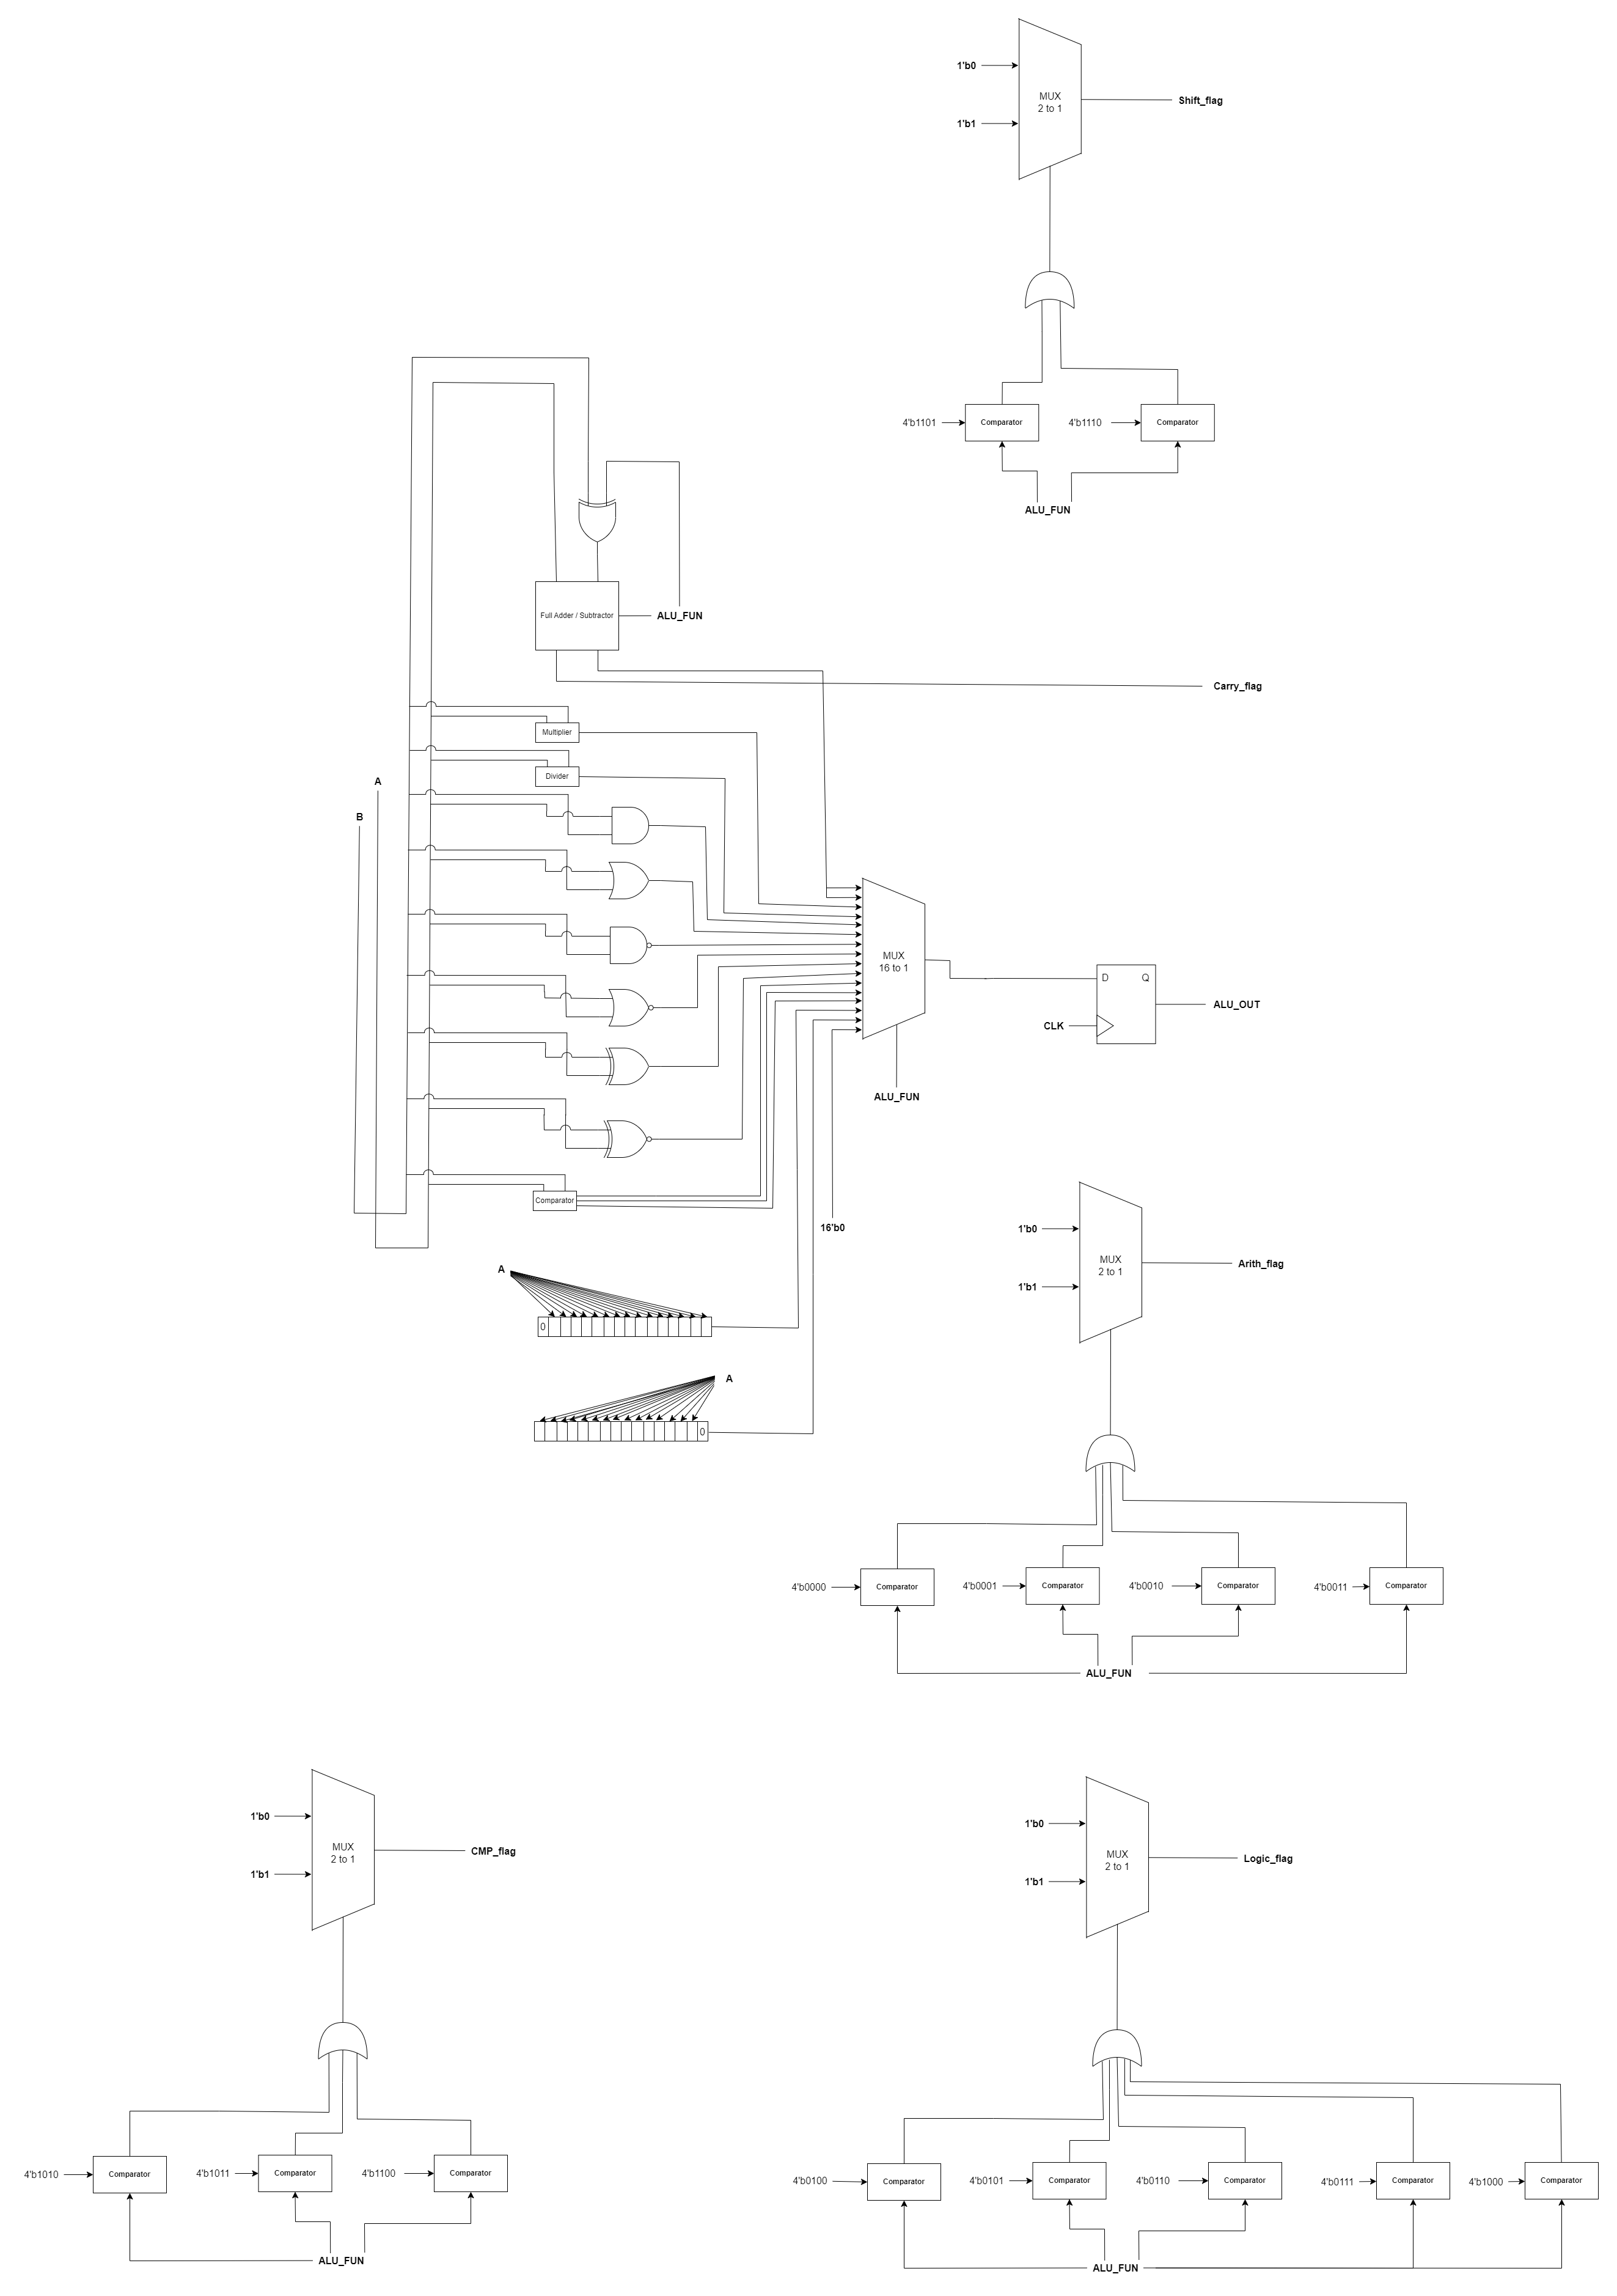 1'b0
MUX
2 to 1
Shift_flag
1'b1
4'b1101
Comparator
4'b1110
Comparator
ALU_FUN
Full Adder / Subtractor
ALU_FUN
Carry_flag
Multiplier
Divider
A
B
MUX
16 to 1
D
Q
CLK
ALU_OUT
ALU_FUN
Comparator
16'b0
A
0
A
0
1'b0
MUX
2 to 1
Arith_flag
1'b1
4'b0000
Comparator
4'b0001
Comparator
4'b0010
Comparator
4'b0011
Comparator
ALU_FUN
1'b0
MUX
2 to 1
CMP_flag
1'b1
4'b1010
Comparator
4'b1011
Comparator
4'b1100
Comparator
ALU_FUN
1'b0
MUX
2 to 1
Logic_flag
1'b1
4'b0100
Comparator
4'b0101
Comparator
4'b0110
Comparator
4'b0111
Comparator
4'b1000
Comparator
ALU_FUN